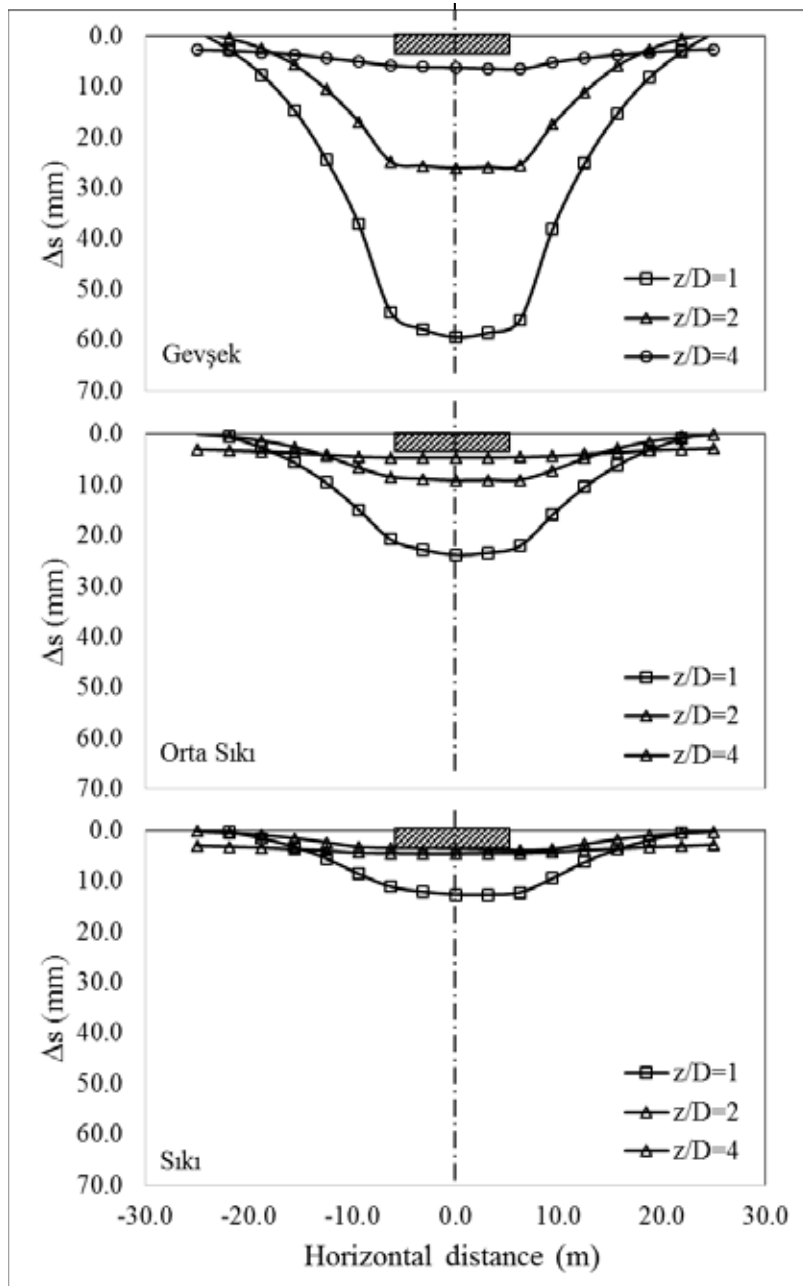 0.0
10.0
20.0
30.0
40.0
50.0
60.0
70.0
Δs (mm)
z/D=1
z/D=2
z/D=4
Gevşek
0.0
10.0
20.0
30.0
40.0
50.0
60.0
70.0
Δs (mm)
z/D=1
z/D=2
z/D=4
Orta Sıkı
0.0
10.0
20.0
30.0
40.0
50.0
60.0
70.0
Δs (mm)
z/D=1
z/D=2
z/D=4
Sıkı
-30.0 -20.0 -10.0 0.0 10.0 20.0 30.0
Horizontal distance (m)